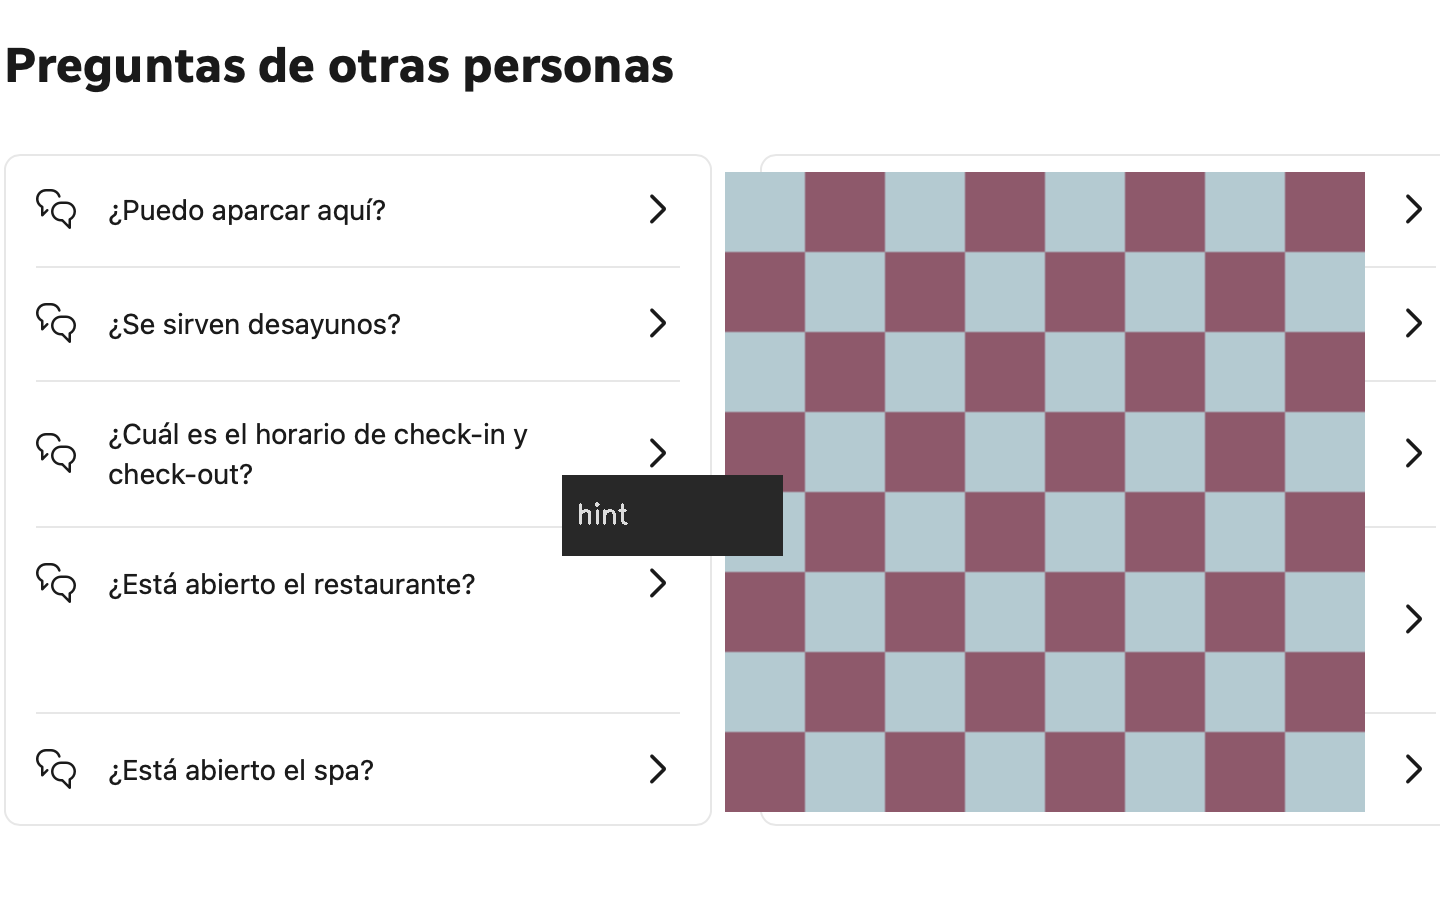 Preguntas de otras personas
¿Puedo aparcar aquí?
¿Se sirven desayunos?
¿Cuál es el horario de check-in y
check-out?
hint
¿Está abierto el restaurante?
¿Está abierto el spa?